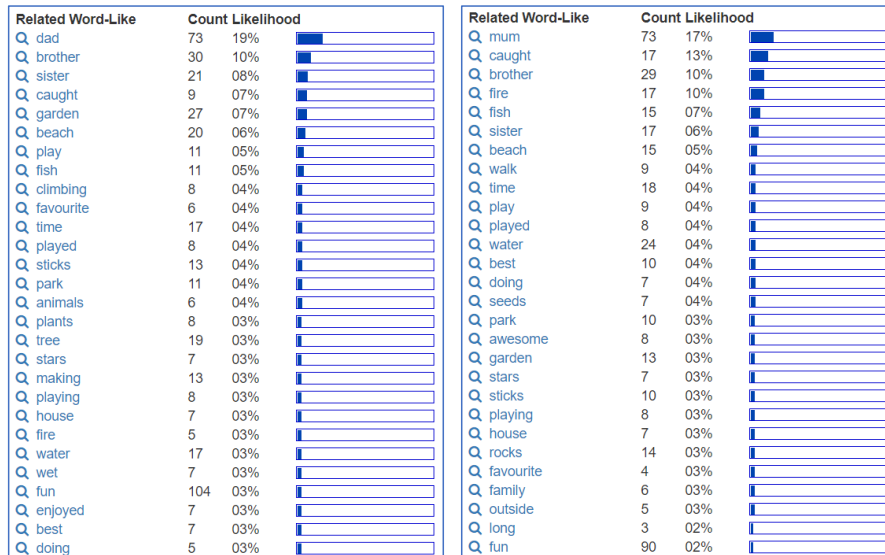 Related Word-Like Count Likelihood
dad 73 19%
brother 30 10%
sister 21 08%
caught 9 07%
garden 27 07%
beach 20 06%
play 11 05%
fish 11 05%
climbing 8 04%
favourite 6 04%
time 17 04%
played 8 04%
sticks 13 04%
park 11 04%
animals 6 04%
plants 8 03%
tree 19 03%
stars 7 03%
making 13 03%
playing 8 03%
house 7 03%
fire 5 03%
water 17 03%
wet 7 03%
fun 104 03%
enjoyed 7 03%
best 7 03%
doing 5 03%
Related Word-Like Count Likelihood
mum 73 17%
caught 17 13%
brother 29 10%
fire 17 10%
fish 15 07%
sister 17 06%
beach 15 05%
walk 9 04%
time 18 04%
play 9 04%
played 8 04%
water 24 04%
best 10 04%
doing 7 04%
seeds 7 04%
park 10 03%
awesome 8 03%
garden 13 03%
stars 7 03%
sticks 10 03%
playing 8 03%
house 7 03%
rocks 14 03%
favourite 4 03%
family 6 03%
outside 5 03%
long 3 02%
fun 90 02%